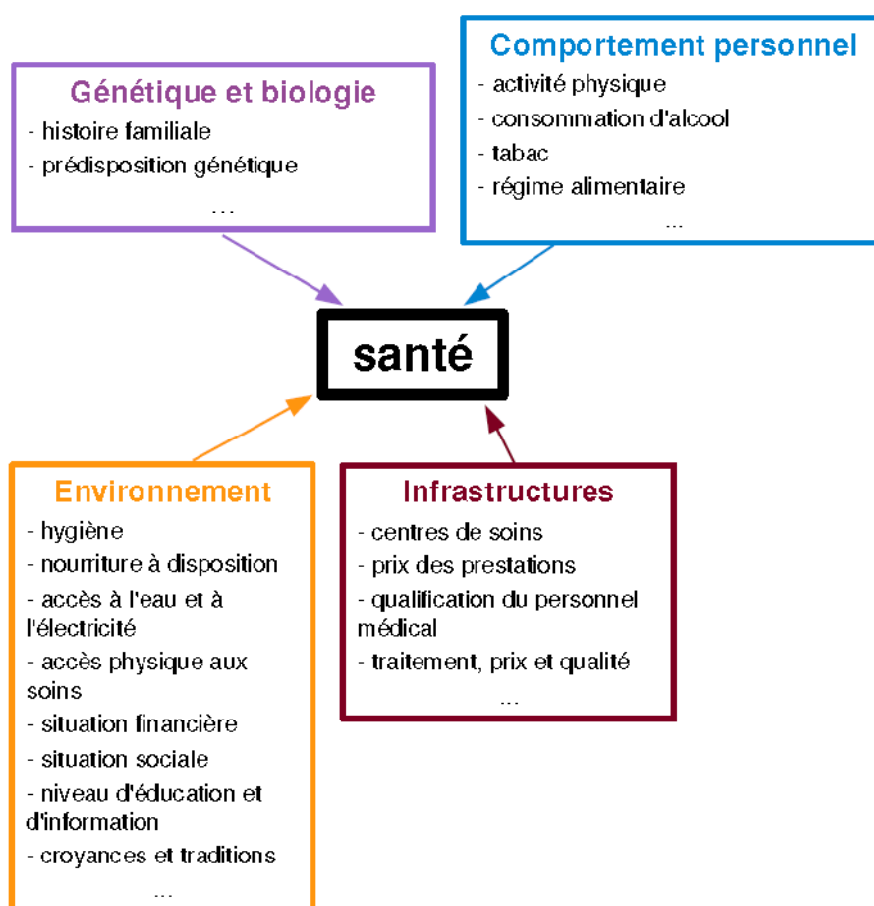 Génétique et biologie
- histoire familiale
- prédisposition génétique
...
Comportement personnel
- activité physique
- consommation d'alcool
- tabac
- régime alimentaire
...
santé
Environnement
- hygiène
- nourriture à disposition
- accès à l'eau et à
l'électricité
- accès physique aux
soins
- situation financière
- situation sociale
- niveau d'éducation et
d'information
- croyances et traditions
...
Infrastructures
- centres de soins
- prix des prestations
- qualification du personnel
médical
- traitement, prix et qualité
...